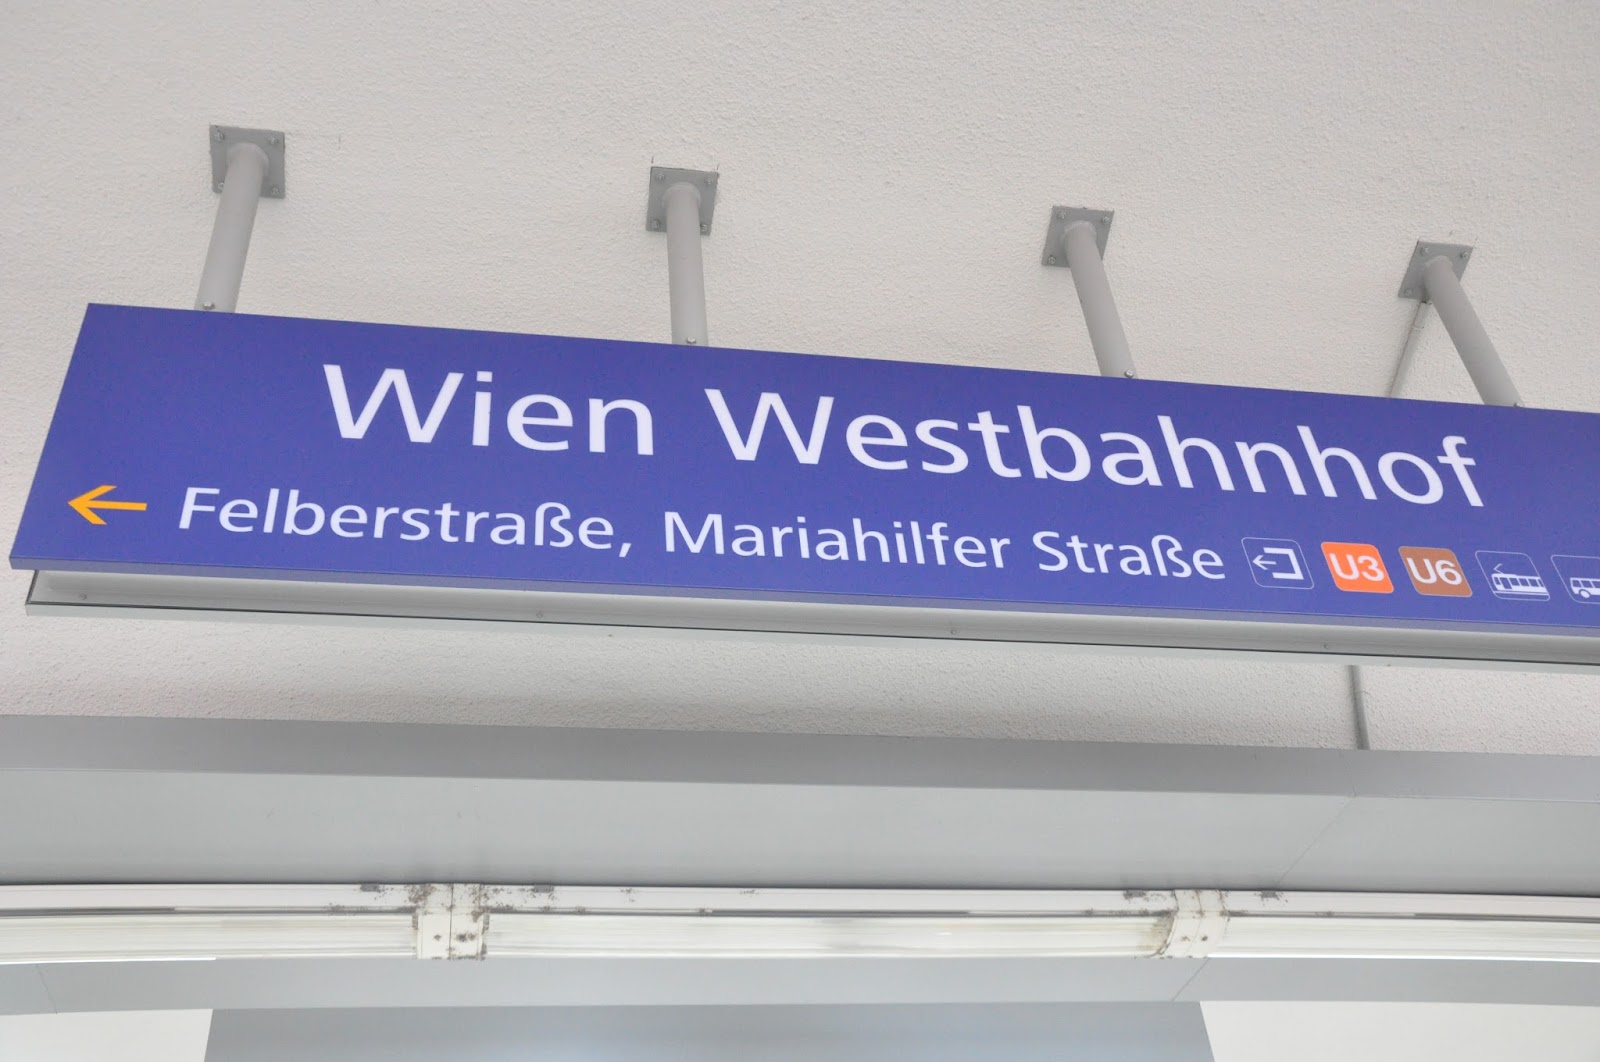 Wien Westbahnhof
Felberstraße, Mariahilfer Straße U3 U6